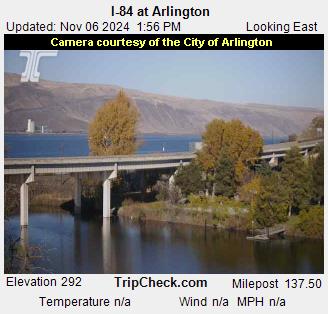 I-84 at Arlington
Updated: Nov 06 2024 1:56 PM Looking East
Camera courtesy of the City of Arlington
Elevation 292 TripCheck.com Milepost 137.50
Temperature n/a Wind n/a MPH n/a